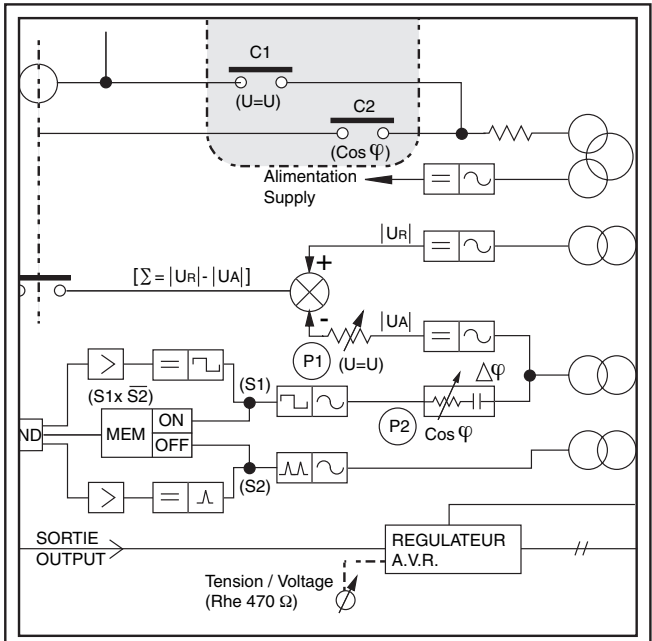 C1
(U=U)
C2
(Cos φ)
Alimentation
Supply
|UR|
+
[∑ = |UR| - |UA|]
-
|UA|
P1
(U=U)
Δφ
(S1)
(S1x S̅2̅)
P2
Cos φ
ND
MEM
ON
OFF
(S2)
SORTIE
OUTPUT
REGULATEUR
A.V.R.
Tension / Voltage
(Rhe 470 Ω)